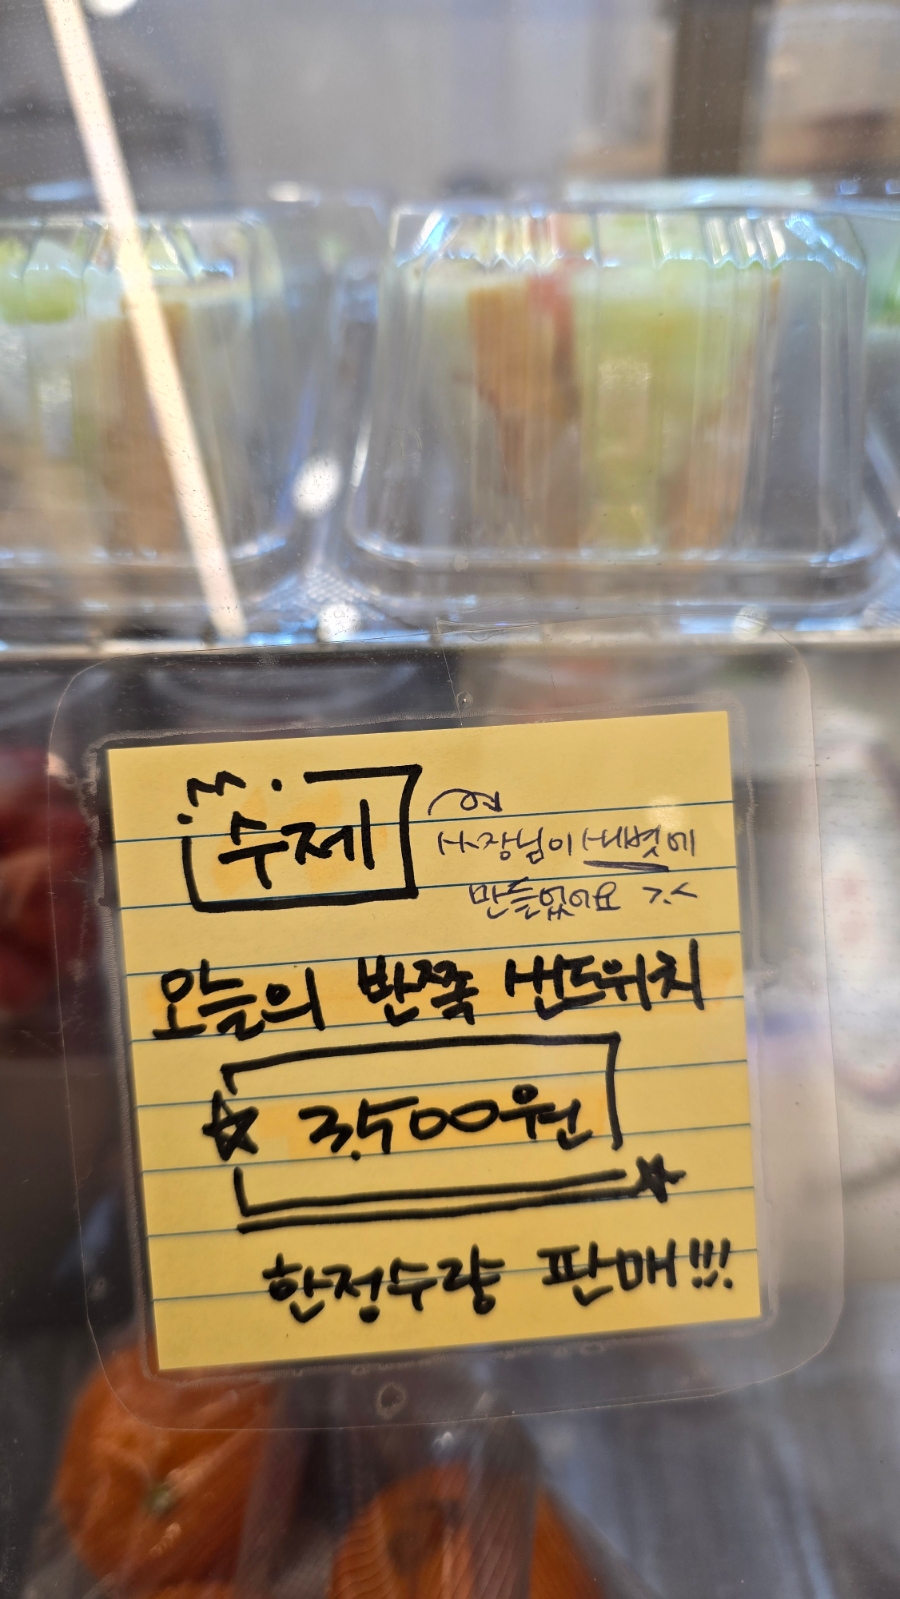 수제
사장님이 새벽에
만들었어요 >.<
오늘의 반쪽 샌드위치
☆ 3,500원 ☆
한정수량 판매!!!